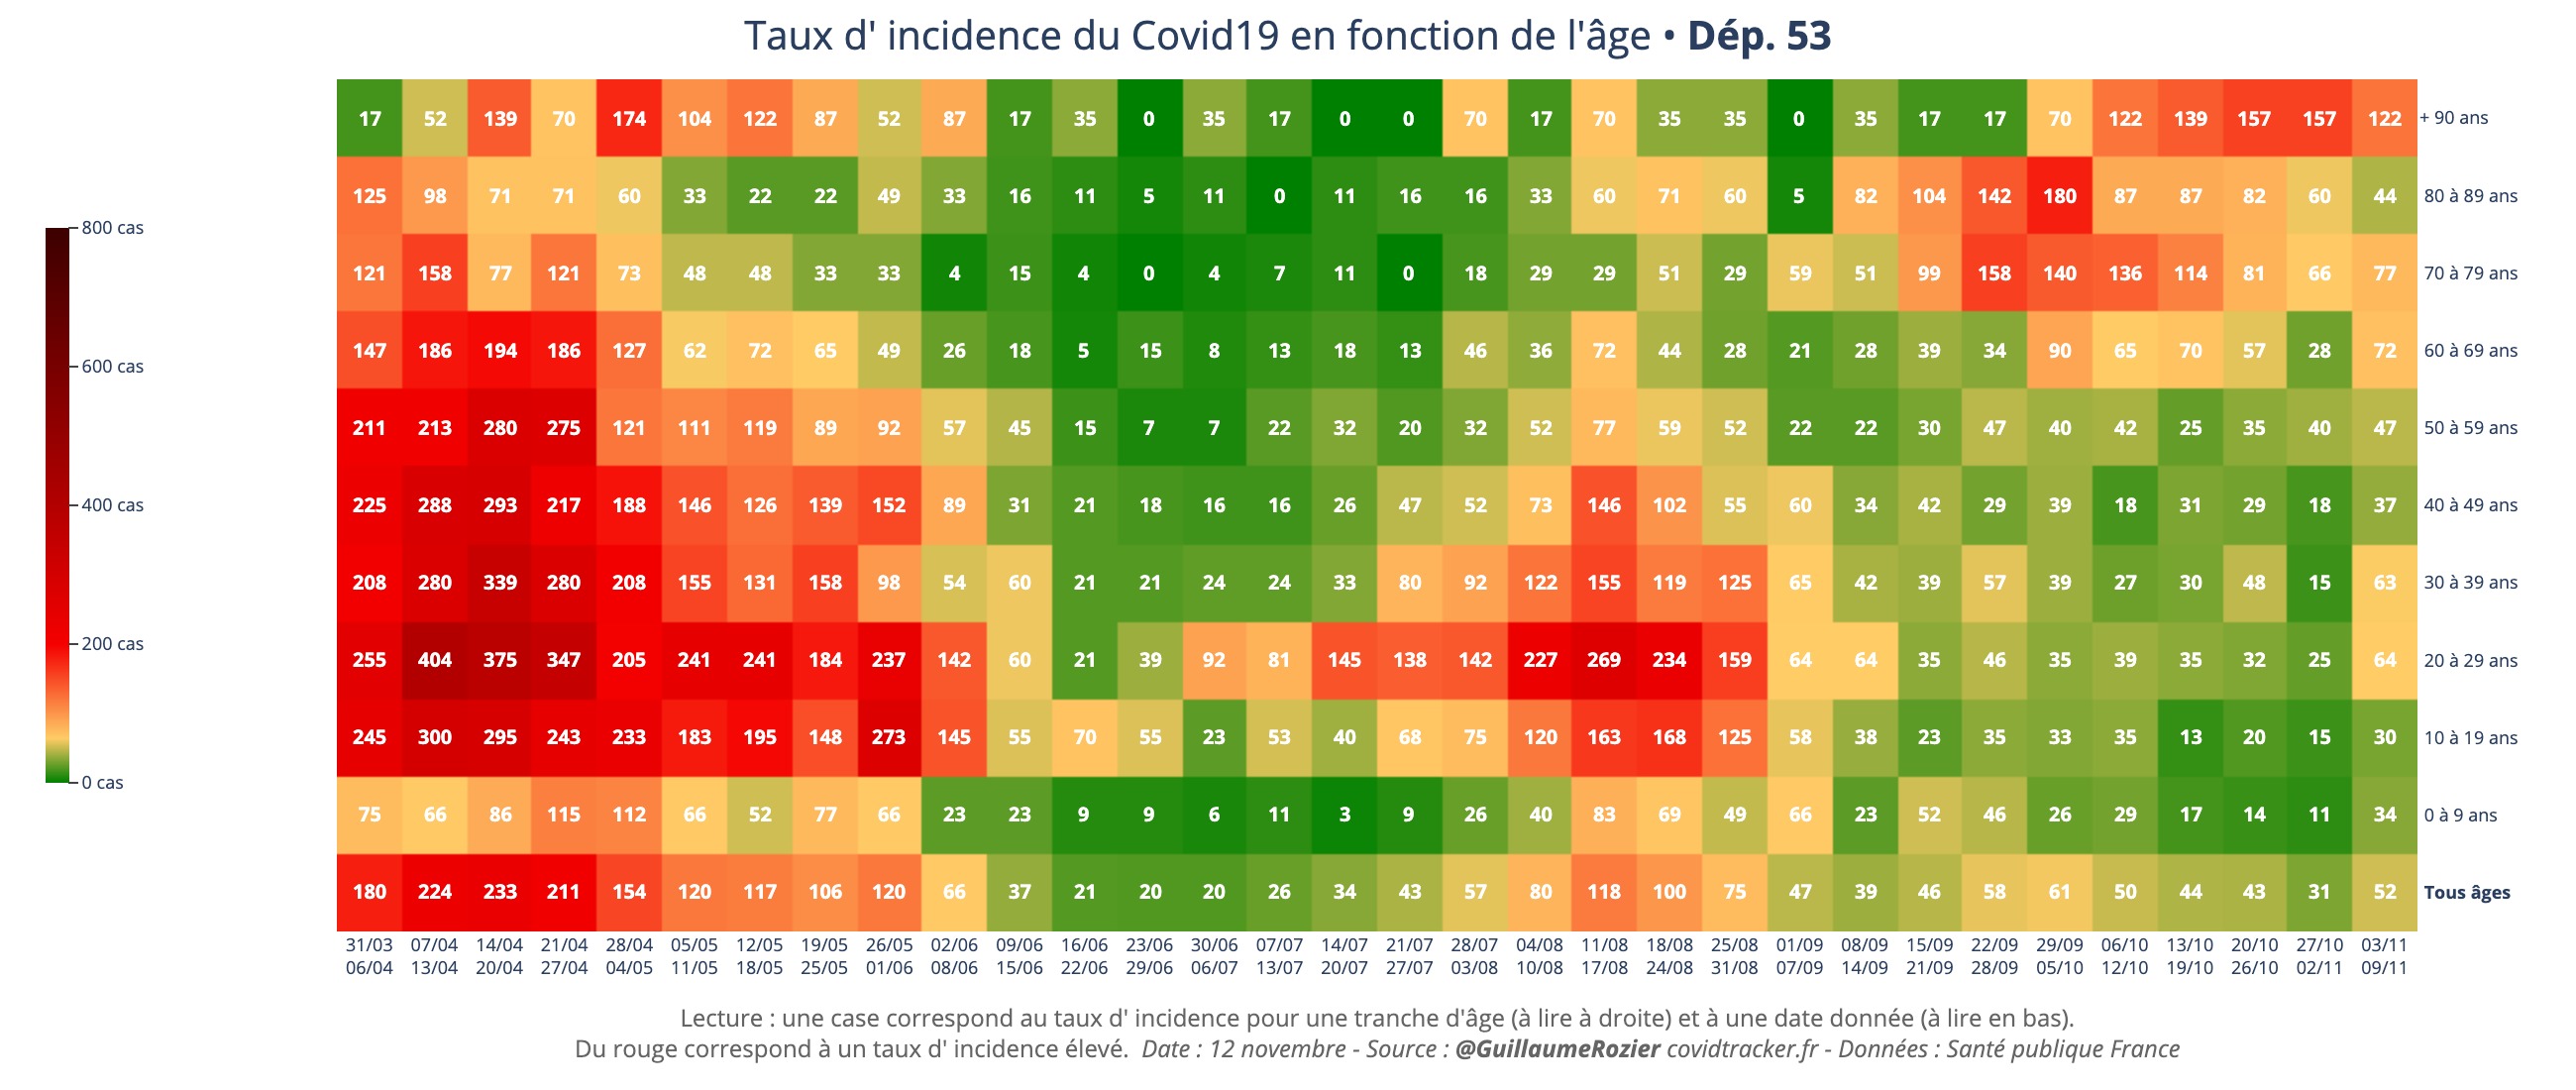 Taux d' incidence du Covid19 en fonction de l'âge • Dép. 53
17 52 139 70 174 104 122 87 52 87 17 35 0 35 17 0 0 70 17 70 35 35 0 35 17 17 70 122 139 157 157 122 + 90 ans
125 98 71 71 60 33 22 22 49 33 16 11 5 11 0 11 16 16 33 60 71 60 5 82 104 142 180 87 87 82 60 44 80 à 89 ans
800 cas
121 158 77 121 73 48 48 33 33 4 15 4 0 4 7 11 0 18 29 29 51 29 59 51 99 158 140 136 114 81 66 77 70 à 79 ans
147 186 194 186 127 62 72 65 49 26 18 5 15 8 13 18 13 46 36 72 44 28 21 28 39 34 90 65 70 57 28 72 60 à 69 ans
600 cas
211 213 280 275 121 111 119 89 92 57 45 15 7 7 22 32 20 32 52 77 59 52 22 22 30 47 40 42 25 35 40 47 50 à 59 ans
400 cas
225 288 293 217 188 146 126 139 152 89 31 21 18 16 16 26 47 52 73 146 102 55 60 34 42 29 39 18 31 29 18 37 40 à 49 ans
208 280 339 280 208 155 131 158 98 54 60 21 21 24 24 33 80 92 122 155 119 125 65 42 39 57 39 27 30 48 15 63 30 à 39 ans
200 cas
255 404 375 347 205 241 241 184 237 142 60 21 39 92 81 145 138 142 227 269 234 159 64 64 35 46 35 39 35 32 25 64 20 à 29 ans
245 300 295 243 233 183 195 148 273 145 55 70 55 23 53 40 68 75 120 163 168 125 58 38 23 35 33 35 13 20 15 30 10 à 19 ans
0 cas
75 66 86 115 112 66 52 77 66 23 23 9 9 6 11 3 9 26 40 83 69 49 66 23 52 46 26 29 17 14 11 34 0 à 9 ans
180 224 233 211 154 120 117 106 120 66 37 21 20 20 26 34 43 57 80 118 100 75 47 39 46 58 61 50 44 43 31 52 Tous âges
31/03 07/04 14/04 21/04 28/04 05/05 12/05 19/05 26/05 02/06 09/06 16/06 23/06 30/06 07/07 14/07 21/07 28/07 04/08 11/08 18/08 25/08 01/09 08/09 15/09 22/09 29/09 06/10 13/10 20/10 27/10 03/11
06/04 13/04 20/04 27/04 04/05 11/05 18/05 25/05 01/06 08/06 15/06 22/06 29/06 06/07 13/07 20/07 27/07 03/08 10/08 17/08 24/08 31/08 07/09 14/09 21/09 28/09 05/10 12/10 19/10 26/10 02/11 09/11
Lecture : une case correspond au taux d' incidence pour une tranche d'âge (à lire à droite) et à une date donnée (à lire en bas).
Du rouge correspond à un taux d' incidence élevé. Date : 12 novembre - Source : @GuillaumeRozier covidtracker.fr - Données : Santé publique France